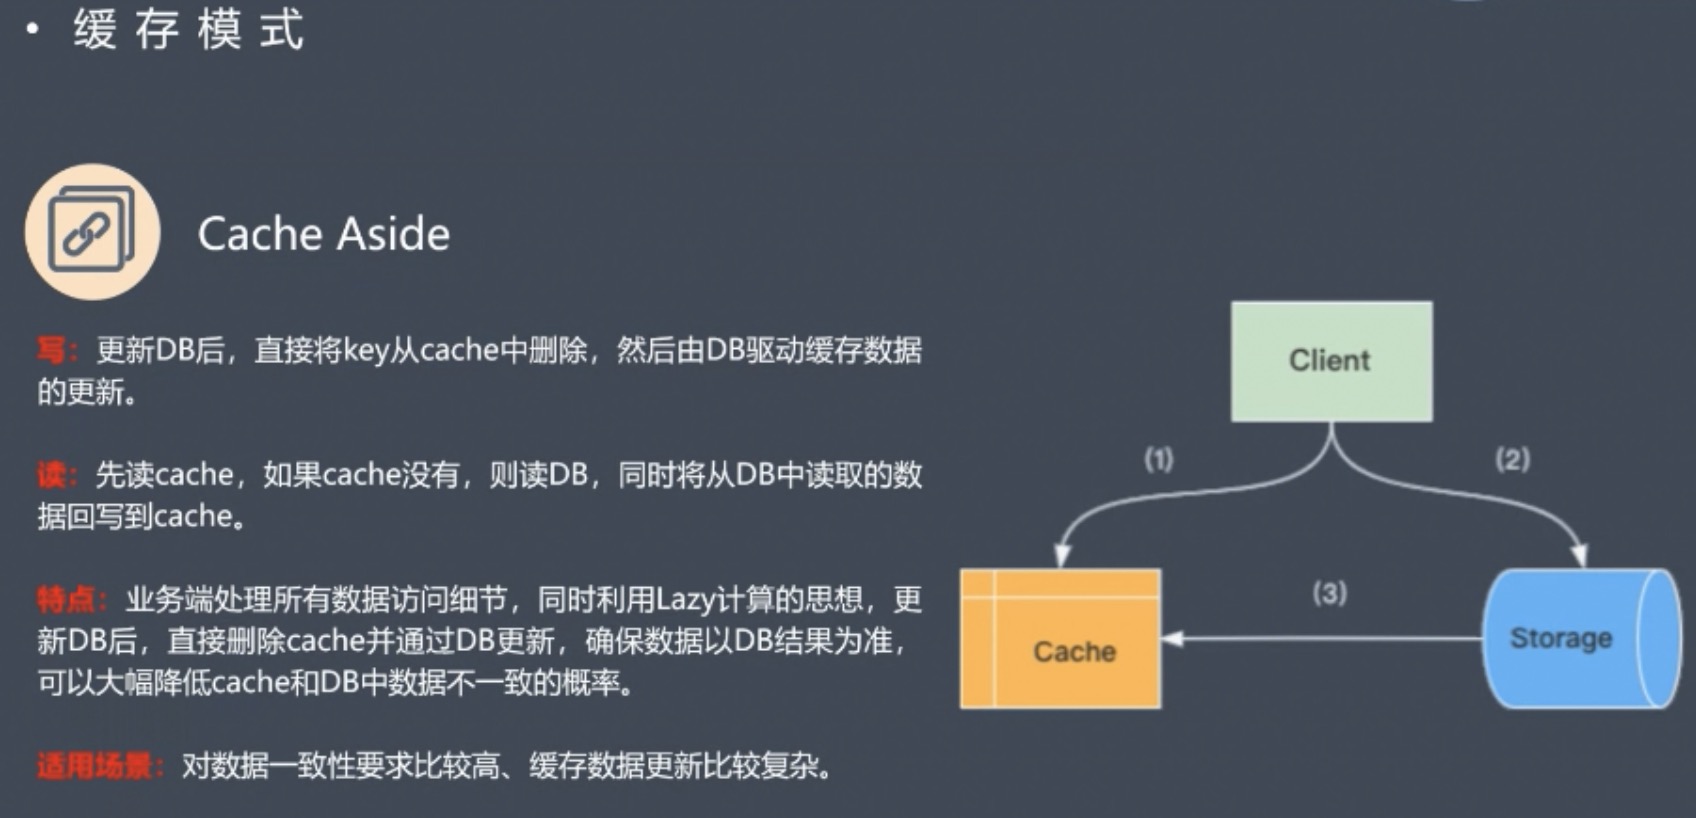 • 缓存模式
Cache Aside
写：更新DB后，直接将key从cache中删除，然后由DB驱动缓存数据
的更新。
读：先读cache，如果cache没有，则读DB，同时将从DB中读取的数
据回写到cache。
特点：业务端处理所有数据访问细节，同时利用Lazy计算的思想，更
新DB后，直接删除cache并通过DB更新，确保数据以DB结果为准，
可以大幅降低cache和DB中数据不一致的概率。
适用场景：对数据一致性要求比较高、缓存数据更新比较复杂。
Client
(1)
(2)
(3)
Cache
Storage